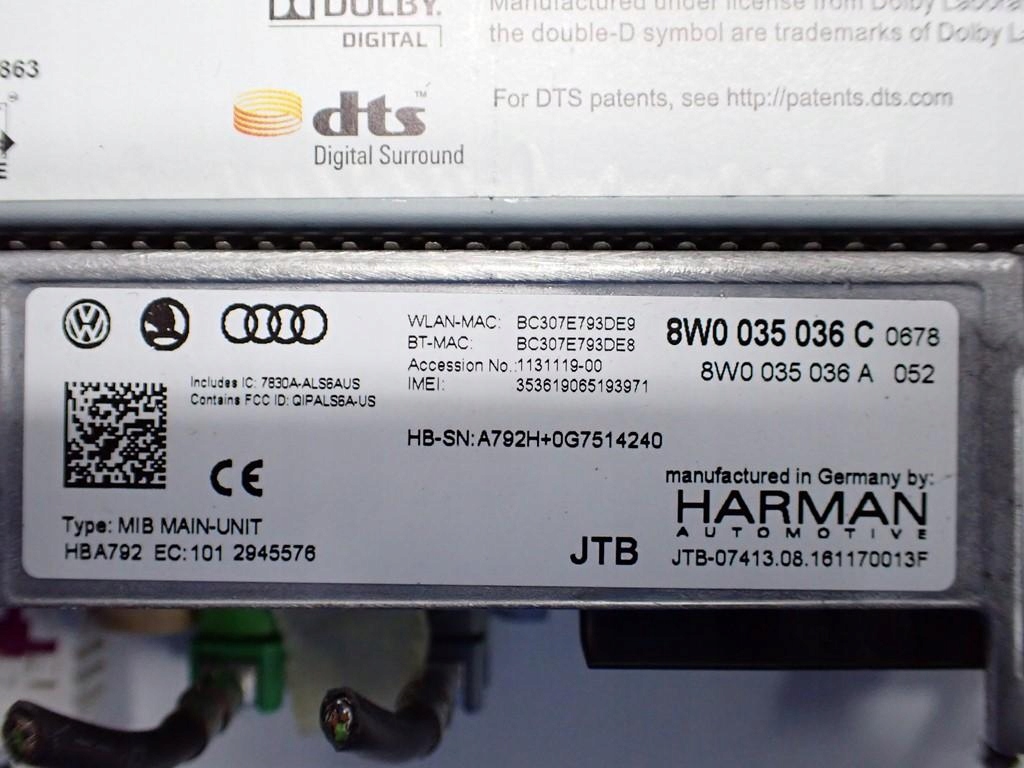 DOLBY.
DIGITAL
Manufactured under license from Dolby
the double-D symbol are trademarks of Dolby
863
dts™
Digital Surround
For DTS patents, see http://patents.dts.com
E
WLAN-MAC: BC307E793DE9
BT-MAC: BC307E793DE8
Accession No.:1131119-00
IMEI: 353619065193971
8W0 035 036 C 0678
8W0 035 036 A 052
Includes IC: 7830A-ALS6AUS
Contains FCC ID: QIPALS6A-US
HB-SN:A792H+0G7514240
CE
manufactured in Germany by:
HARMAN
AUTOMOTIVE
Type: MIB MAIN-UNIT
HBA792 EC:101 2945576
JTB
JTB-07413.08.161170013F